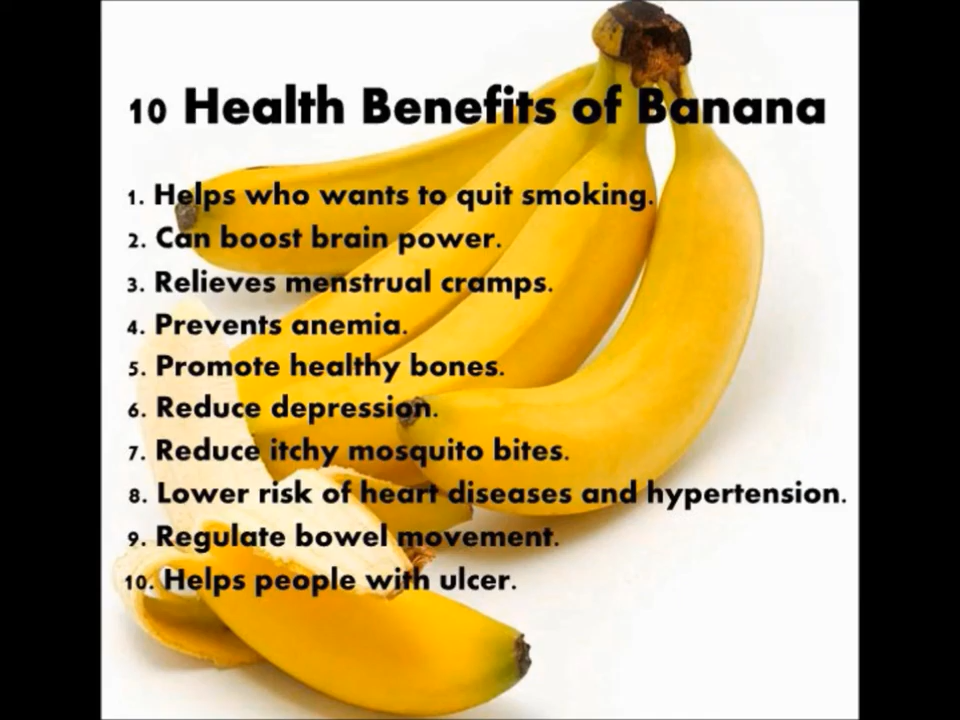 10 Health Benefits of Banana
1. Helps who wants to quit smoking.
2. Can boost brain power.
3. Relieves menstrual cramps.
4. Prevents anemia.
5. Promote healthy bones.
6. Reduce depression.
7. Reduce itchy mosquito bites.
8. Lower risk of heart diseases and hypertension.
9. Regulate bowel movement.
10. Helps people with ulcer.